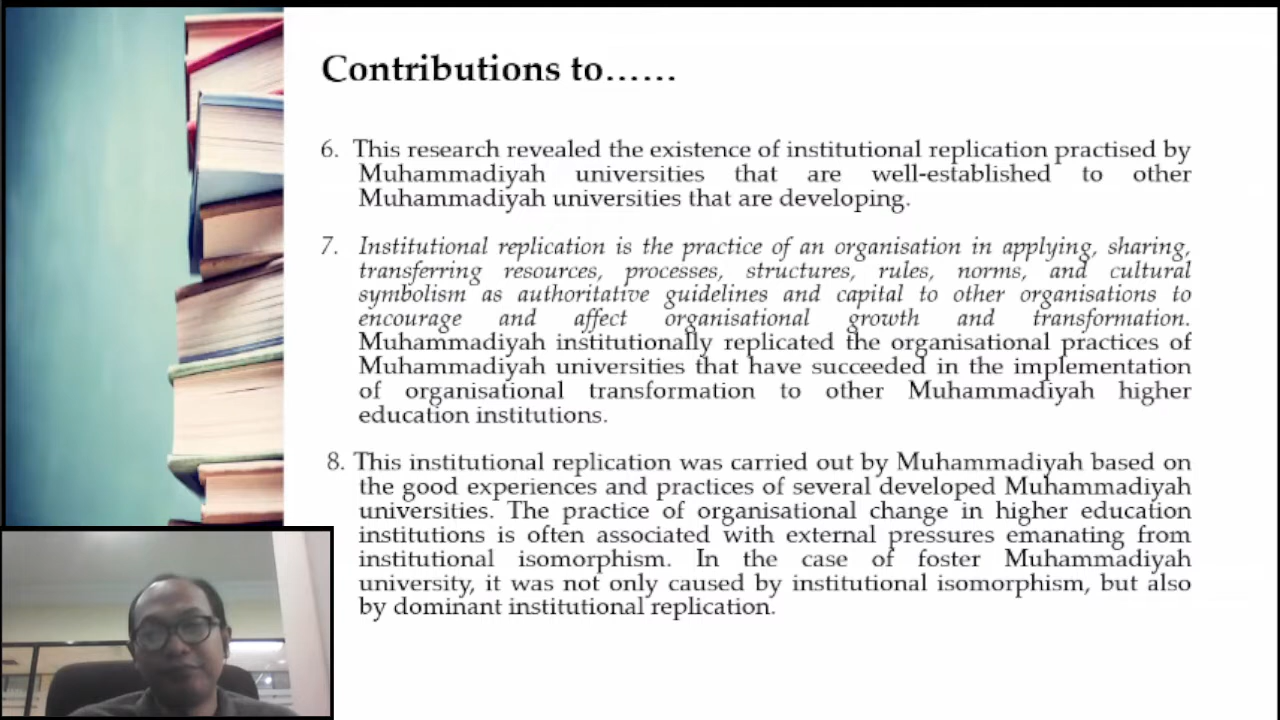 Contributions to......
6. This research revealed the existence of institutional replication practised by
Muhammadiyah universities that are well-established to other
Muhammadiyah universities that are developing.
7. Institutional replication is the practice of an organisation in applying, sharing,
transferring resources, processes, structures, rules, norms, and cultural
symbolism as authoritative guidelines and capital to other organisations to
encourage and affect organisational growth and transformation.
Muhammadiyah institutionally replicated the organisational practices of
Muhammadiyah universities that have succeeded in the implementation
of organisational transformation to other Muhammadiyah higher
education institutions.
8. This institutional replication was carried out by Muhammadiyah based on
the good experiences and practices of several developed Muhammadiyah
universities. The practice of organisational change in higher education
institutions is often associated with external pressures emanating from
institutional isomorphism. In the case of foster Muhammadiyah
university, it was not only caused by institutional isomorphism, but also
by dominant institutional replication.